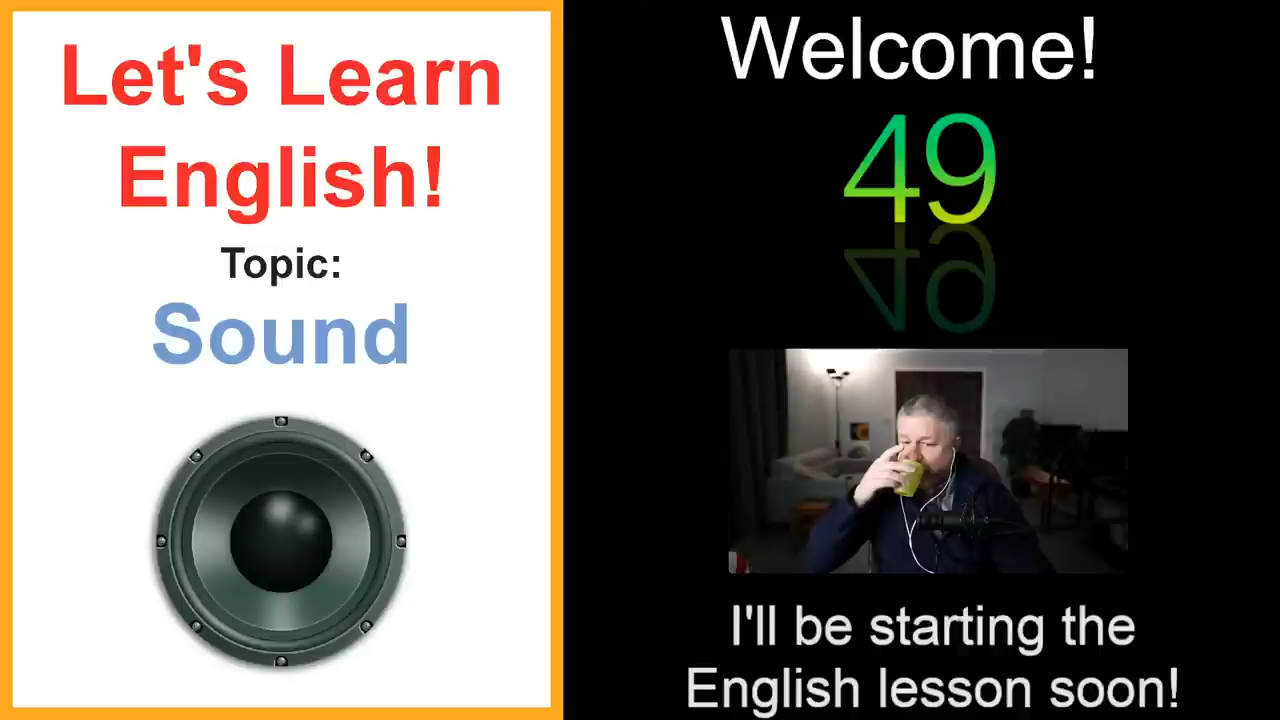 Let's Learn
English!
Topic:
Sound
Welcome!
49
I'll be starting the
English lesson soon!